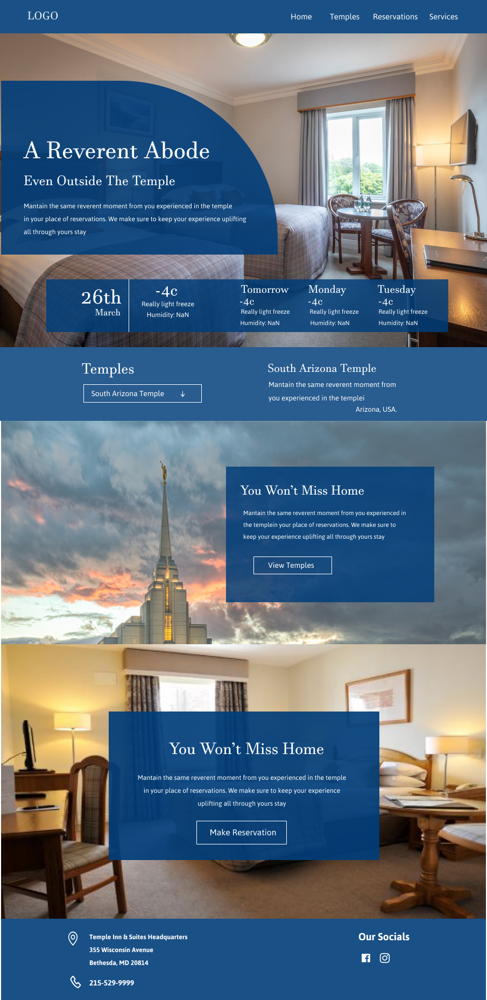 LOGO
Home Temples Reservations Services
A Reverent Abode
Even Outside The Temple
Mantain the same reverent moment from you experienced in the temple
in your place of reservations. We make sure to keep your experience uplifting
all through yours stay
26th
March
-4c
Really light freeze
Humidity: NaN
Tomorrow
-4c
Really light freeze
Humidity: NaN
Monday
-4c
Really light freeze
Humidity: NaN
Tuesday
-4c
Really light freeze
Humidity: NaN
Temples
South Arizona Temple ↓
South Arizona Temple
Mantain the same reverent moment from
you experienced in the templei
Arizona, USA.
You Won’t Miss Home
Mantain the same reverent moment from you experienced in
the templein your place of reservations. We make sure to
keep your experience uplifting all through yours stay
View Temples
You Won’t Miss Home
Mantain the same reverent moment from you experienced in the temple
in your place of reservations. We make sure to keep your experience
uplifting all through yours stay
Make Reservation
Temple Inn & Suites Headquarters
355 Wisconsin Avenue
Bethesda, MD 20814
215-529-9999
Our Socials